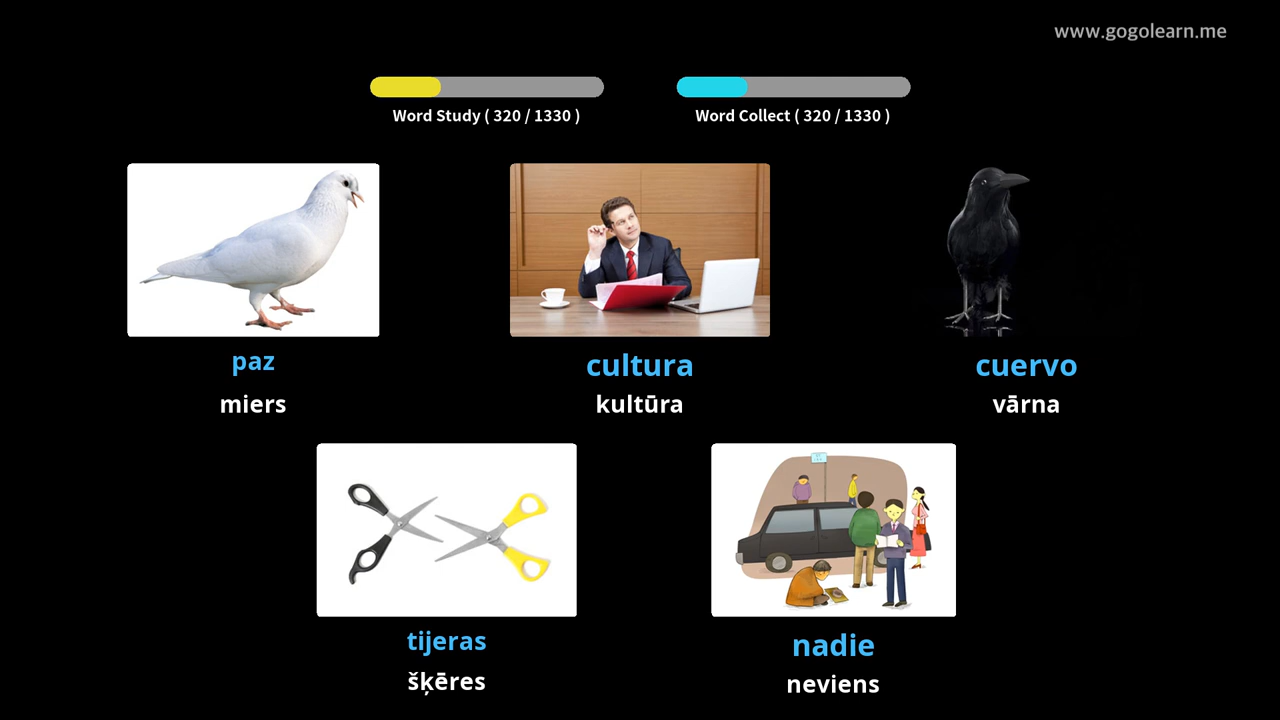 www.gogolearn.me
Word Study ( 320 / 1330 )
Word Collect ( 320 / 1330 )
paz
miers
cultura
kultūra
cuervo
vārna
tijeras
šķēres
nadie
neviens